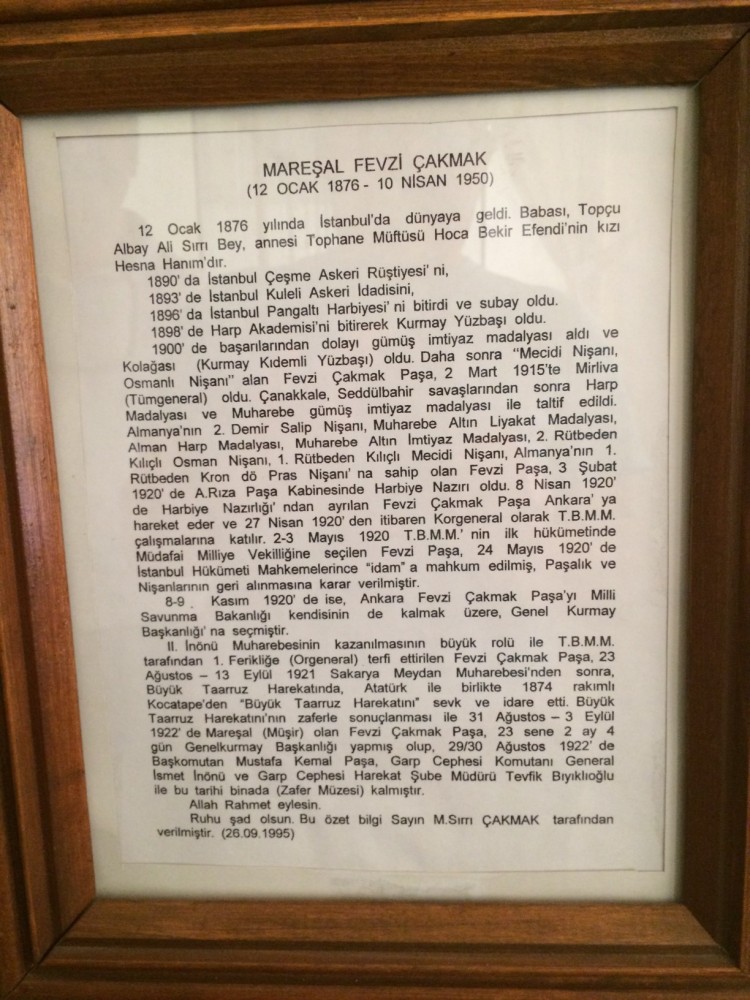 MAREŞAL FEVZİ ÇAKMAK
(12 OCAK 1876 - 10 NİSAN 1950)
12 Ocak 1876 yılında İstanbul'da dünyaya geldi. Babası, Topçu
Albay Ali Sırrı Bey, annesi Tophane Müftüsü Hoca Bekir Efendi'nin kızı
Hesna Hanım'dır.
1890' da İstanbul Çeşme Askeri Rüştiyesi' ni,
1893' de İstanbul Kuleli Askeri İdadisini,
1896' da İstanbul Pangaltı Harbiyesi' ni bitirdi ve subay oldu.
1898' de Harp Akademisi'ni bitirerek Kurmay Yüzbaşı oldu.
1900' de başarılarından dolayı gümüş imtiyaz madalyası aldı ve
Kolağası (Kurmay Kıdemli Yüzbaşı) oldu. Daha sonra "Mecidi Nişanı,
Osmanlı Nişanı" alan Fevzi Çakmak Paşa, 2 Mart 1915'te Mirliva
(Tümgeneral) oldu. Çanakkale, Seddülbahir savaşlarından sonra Harp
Madalyası ve Muharebe gümüş imtiyaz madalyası ile taltif edildi.
Almanya'nın 2. Demir Salip Nişanı, Muharebe Altın Liyakat Madalyası,
Alman Harp Madalyası, Muharebe Altın İmtiyaz Madalyası, 2. Rütbeden
Kılıçlı Osman Nişanı, 1. Rütbeden Kılıçlı Mecidi Nişanı, Almanya'nın 1.
Rütbeden Kron dö Pras Nişanı' na sahip olan Fevzi Paşa, 3 Şubat
1920' de A.Rıza Paşa Kabinesinde Harbiye Nazırı oldu. 8 Nisan 1920'
de Harbiye Nazırlığı' ndan ayrılan Fevzi Çakmak Paşa Ankara' ya
hareket eder ve 27 Nisan 1920' den itibaren Korgeneral olarak T.B.M.M.
çalışmalarına katılır. 2-3 Mayıs 1920 T.B.M.M.' nin ilk hükümetinde
Müdafai Milliye Vekilliğine seçilen Fevzi Paşa, 24 Mayıs 1920' de
İstanbul Hükümeti Mahkemelerince "idam" a mahkum edilmiş, Paşalık ve
Nişanlarının geri alınmasına karar verilmiştir.
8-9 . Kasım 1920' de ise, Ankara Fevzi Çakmak Paşa'yı Milli
Savunma Bakanlığı kendisinin de kalmak üzere, Genel Kurmay
Başkanlığı' na seçmiştir.
II. İnönü Muharebesinin kazanılmasının büyük rolü ile T.B.M.M.
tarafından 1. Ferikliğe (Orgeneral) terfi ettirilen Fevzi Çakmak Paşa, 23
Ağustos – 13 Eylül 1921 Sakarya Meydan Muharebesi'nden sonra,
Büyük Taarruz Harekatında, Atatürk ile birlikte 1874 rakımlı
Kocatape'den "Büyük Taarruz Harekatını" sevk ve idare etti. Büyük
Taarruz Harekatını'nın zaferle sonuçlanması ile 31 Ağustos – 3 Eylül
1922' de Mareşal (Müşir) olan Fevzi Çakmak Paşa, 23 sene 2 ay 4
gün Genelkurmay Başkanlığı yapmış olup, 29/30 Ağustos 1922' de
Başkomutan Mustafa Kemal Paşa, Garp Cephesi Komutanı General
İsmet İnönü ve Garp Cephesi Harekat Şube Müdürü Tevfik Bıyıklıoğlu
ile bu tarihi binada (Zafer Müzesi) kalmıştır.
Allah Rahmet eylesin.
Ruhu şad olsun. Bu özet bilgi Sayın M.Sırrı ÇAKMAK tarafından
verilmiştir. (26.09.1995)